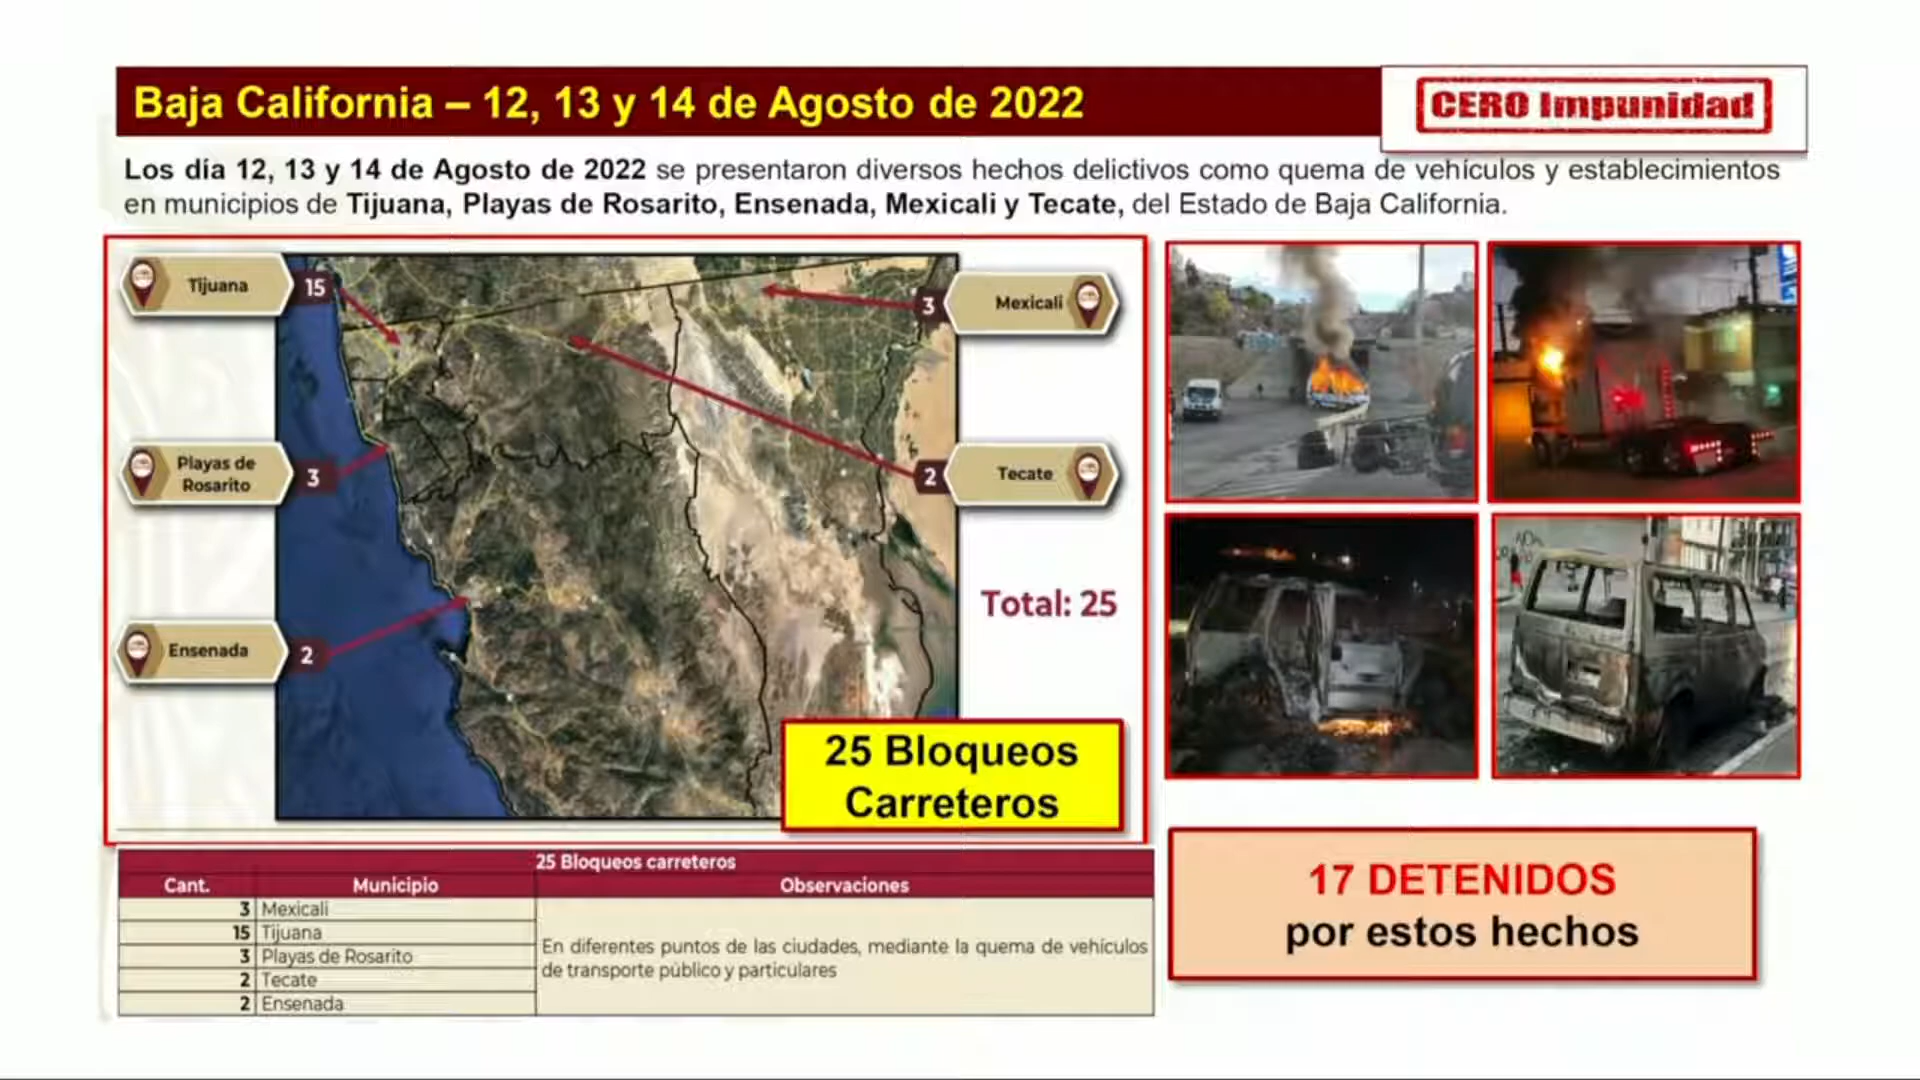 Baja California – 12, 13 y 14 de Agosto de 2022
CERO Impunidad
Los día 12, 13 y 14 de Agosto de 2022 se presentaron diversos hechos delictivos como quema de vehículos y establecimientos
en municipios de Tijuana, Playas de Rosarito, Ensenada, Mexicali y Tecate, del Estado de Baja California.
Tijuana
15
3
Mexicali
Playas de
Rosarito
3
2
Tecate
Ensenada
2
Total: 25
25 Bloqueos
Carreteros
25 Bloqueos carreteros
Cant. Municipio Observaciones
3 Mexicali
15 Tijuana
3 Playas de Rosarito
2 Tecate
2 Ensenada
En diferentes puntos de las ciudades, mediante la quema de vehículos
de transporte público y particulares
17 DETENIDOS
por estos hechos